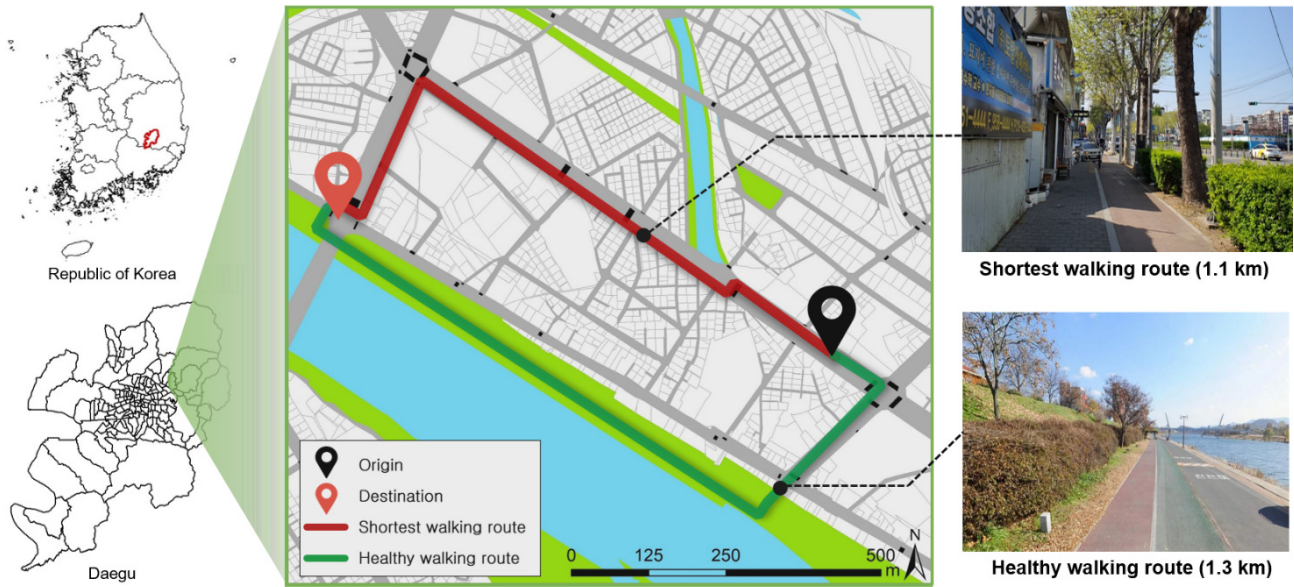 Republic of Korea
Daegu
Origin
Destination
Shortest walking route
Healthy walking route
0 125 250 500
m
N
Shortest walking route (1.1 km)
Healthy walking route (1.3 km)